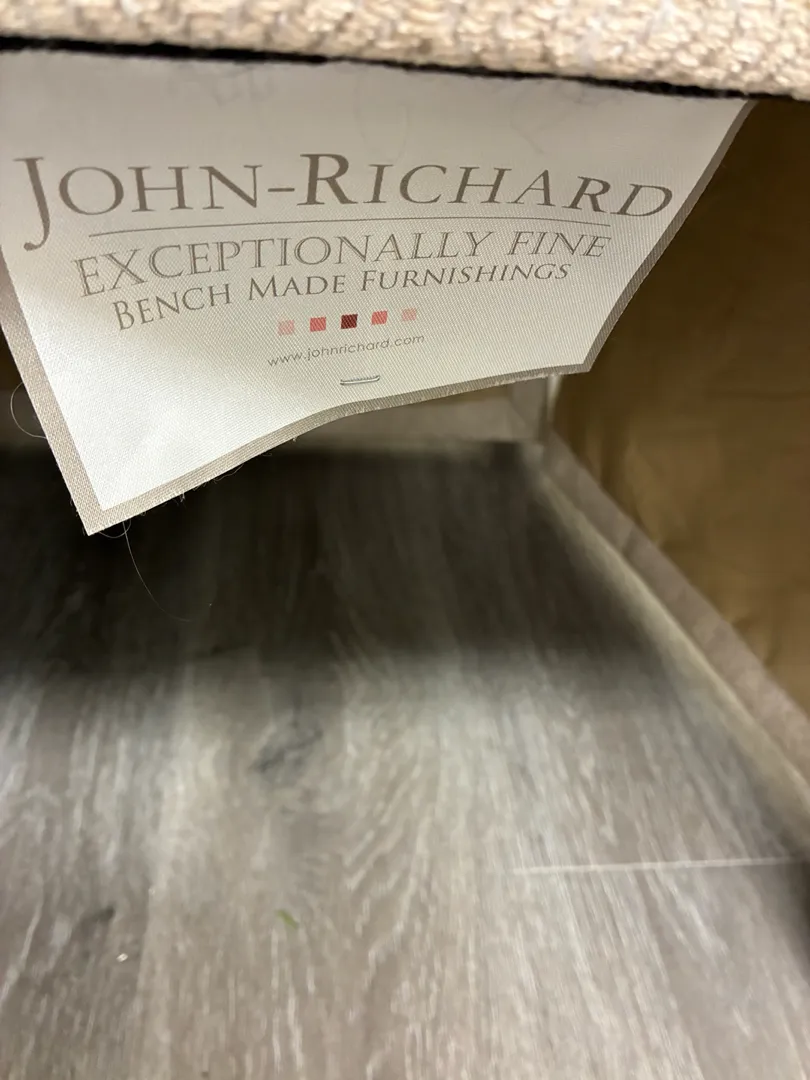 JOHN-RICHARD
EXCEPTIONALLY FINE
BENCH MADE FURNISHINGS
www.johnrichard.com